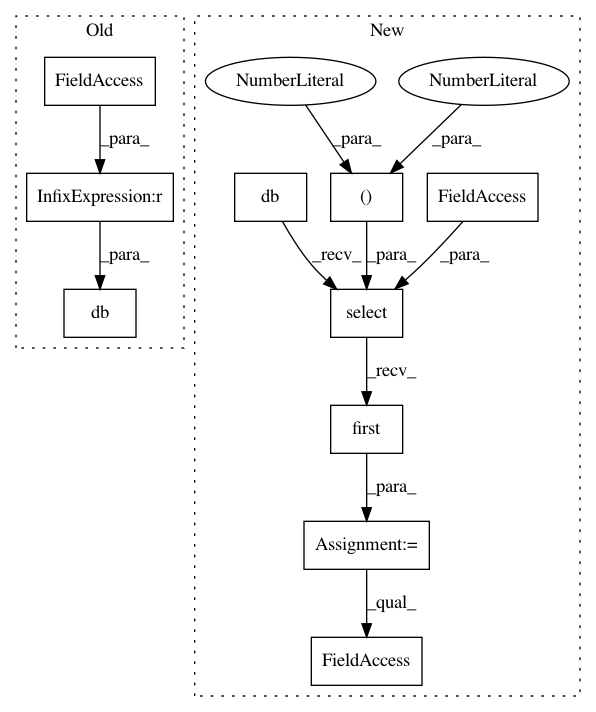 Old
New
FieldAccess
NumberLiteral
NumberLiteral
_para_
_para_
_para_
InfixExpression:r
db
()
FieldAccess
_para_
_recv_
_para_
_para_
db
select
_recv_
first
_para_
Assignment:=
_qual_
FieldAccess